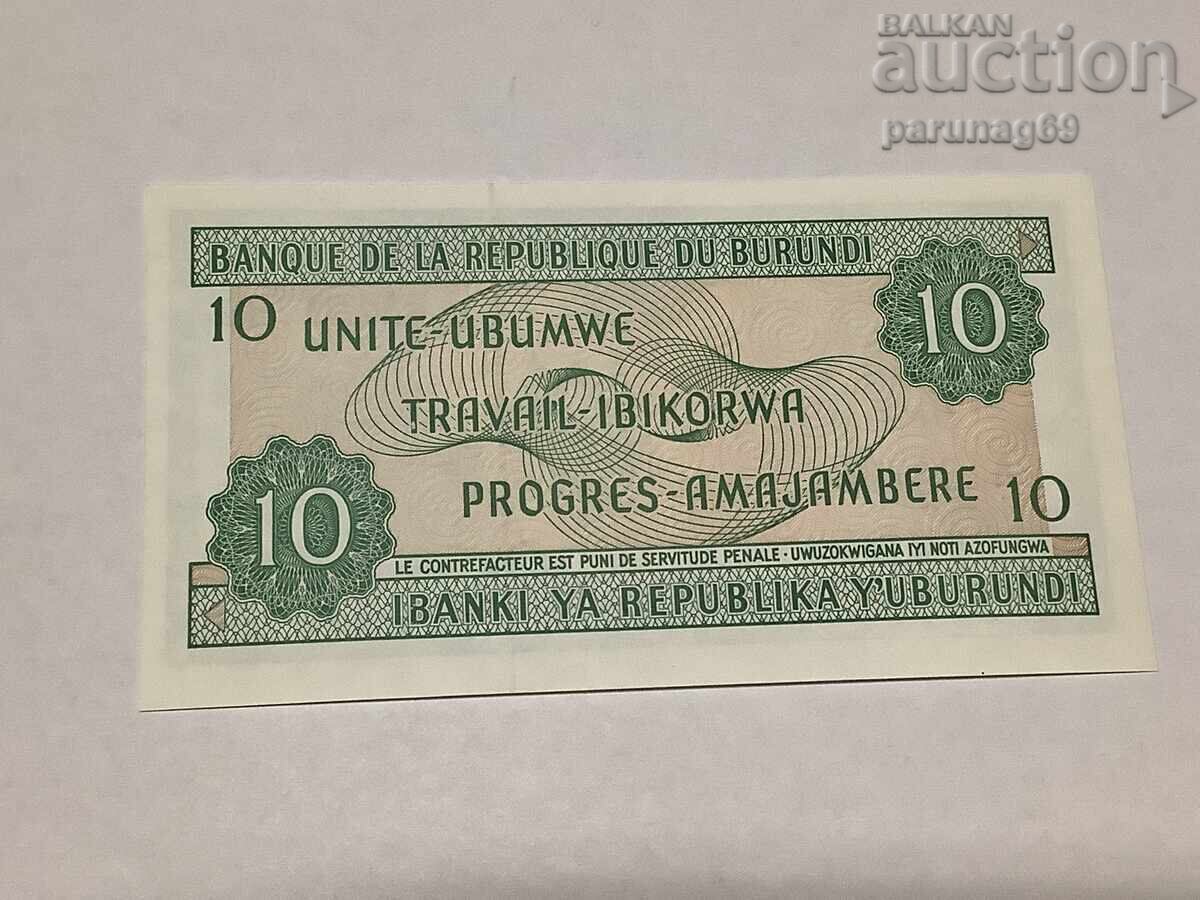 BALKAN
auction
parunag69
BANQUE DE LA REPUBLIQUE DU BURUNDI
10 UNITE-UBUMWE 10
TRAVAIL-IBIKORWA
10 PROGRES-AMAJAMBERE 10
LE CONTREFACTEUR EST PUNI DE SERVITUDE PENALE · UWUZOKWIGANA IYI NOTI AZOFUNGWA
IBANKI YA REPUBLIKA Y'UBURUNDI